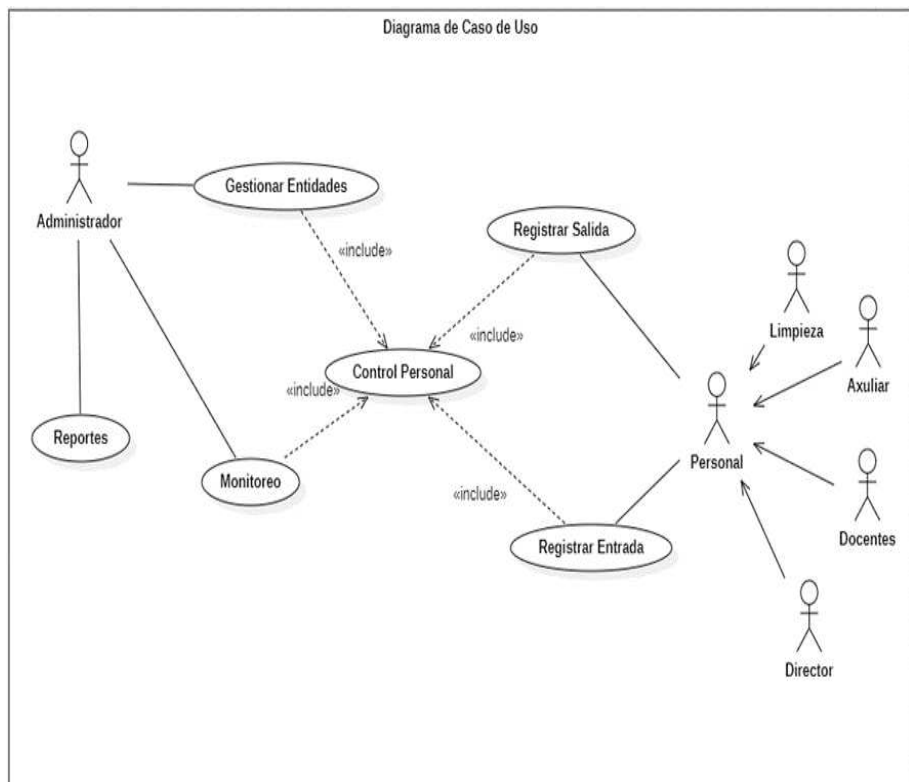 Diagrama de Caso de Uso
Administrador
Gestionar Entidades
«include»
Registrar Salida
«include»
Limpieza
Axuliar
Control Personal
«include»
Reportes
Monitoreo
Personal
«include»
Docentes
Registrar Entrada
Director